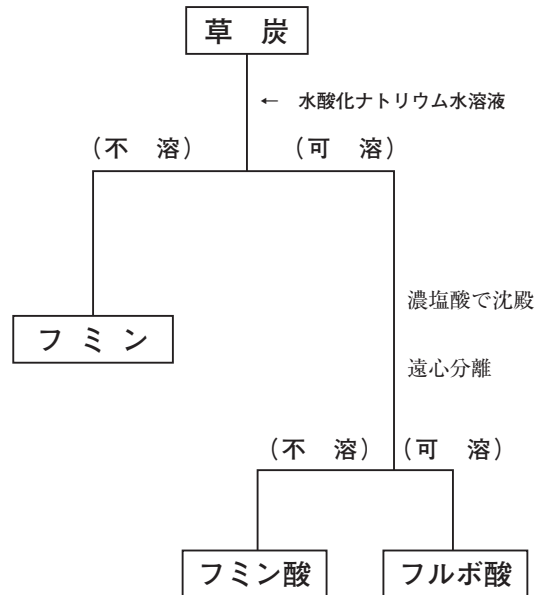 草　炭
← 水酸化ナトリウム水溶液
（不　溶）　（可　溶）
濃塩酸で沈殿
フ ミ ン
遠心分離
（不　溶）（可　溶）
フミン酸　フルボ酸